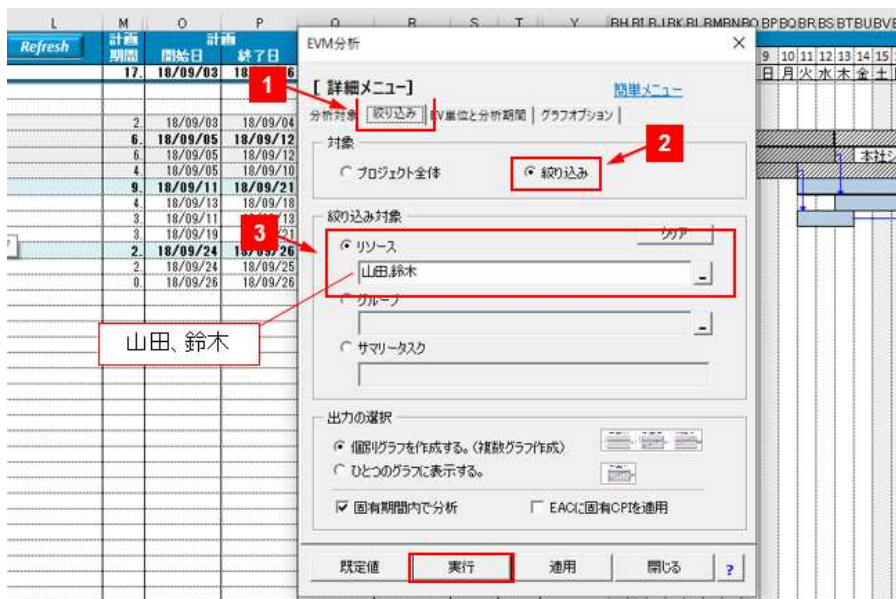 L M O P Q R S T Y
Refresh
計画期間 計画
開始日 終了日
EVM分析
9 10 11 12 13 14 15
日 月 火 水 木 金 土
17. 18/09/03
2. 18/09/03 18/09/04
6. 18/09/05 18/09/12
6. 18/09/05 18/09/12
4. 18/09/05 18/09/10
9. 18/09/11 18/09/21
4. 18/09/13 18/09/18
3. 18/09/11
3. 18/09/19
2. 18/09/24 18/09/26
2. 18/09/24 18/09/25
0. 18/09/26 18/09/26
1
[ 詳細メニュー]
簡単メニュー
分析対象 絞り込み EV単位と分析期間 グラフオプション
2
対象
プロジェクト全体
絞り込み
本社シ
絞り込み対象
クリア
3
リソース
山田,鈴木
グループ
山田、鈴木
サマリータスク
出力の選択
個別グラフを作成する。(複数グラフ作成)
ひとつのグラフに表示する。
固有期間内で分析
EACに固有CPIを適用
既定値 実行 適用 閉じる ?